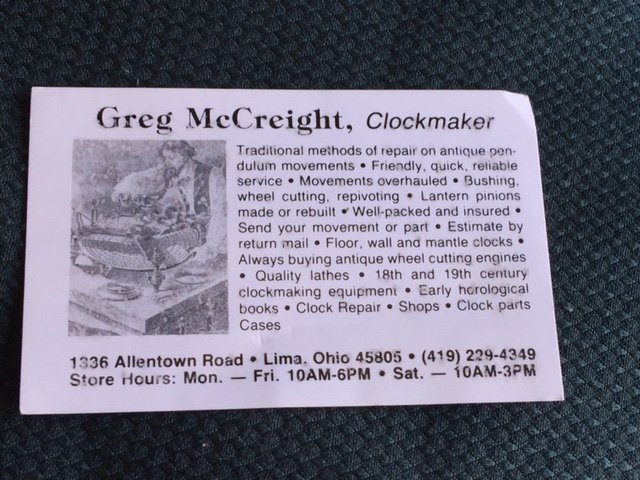 Greg McCreight, Clockmaker
Traditional methods of repair on antique pen-
dulum movements • Friendly, quick, reliable
service • Movements overhauled • Bushing,
wheel cutting, repivoting • Lantern pinions
made or rebuilt • Well-packed and insured •
Send your movement or part • Estimate by
return mail • Floor, wall and mantle clocks •
Always buying antique wheel cutting engines
• Quality lathes • 18th and 19th century
clockmaking equipment • Early horological
books • Clock Repair • Shops • Clock parts
Cases
1336 Allentown Road • Lima, Ohio 45805 • (419) 229-4349
Store Hours: Mon. — Fri. 10AM-6PM • Sat. — 10AM-3PM